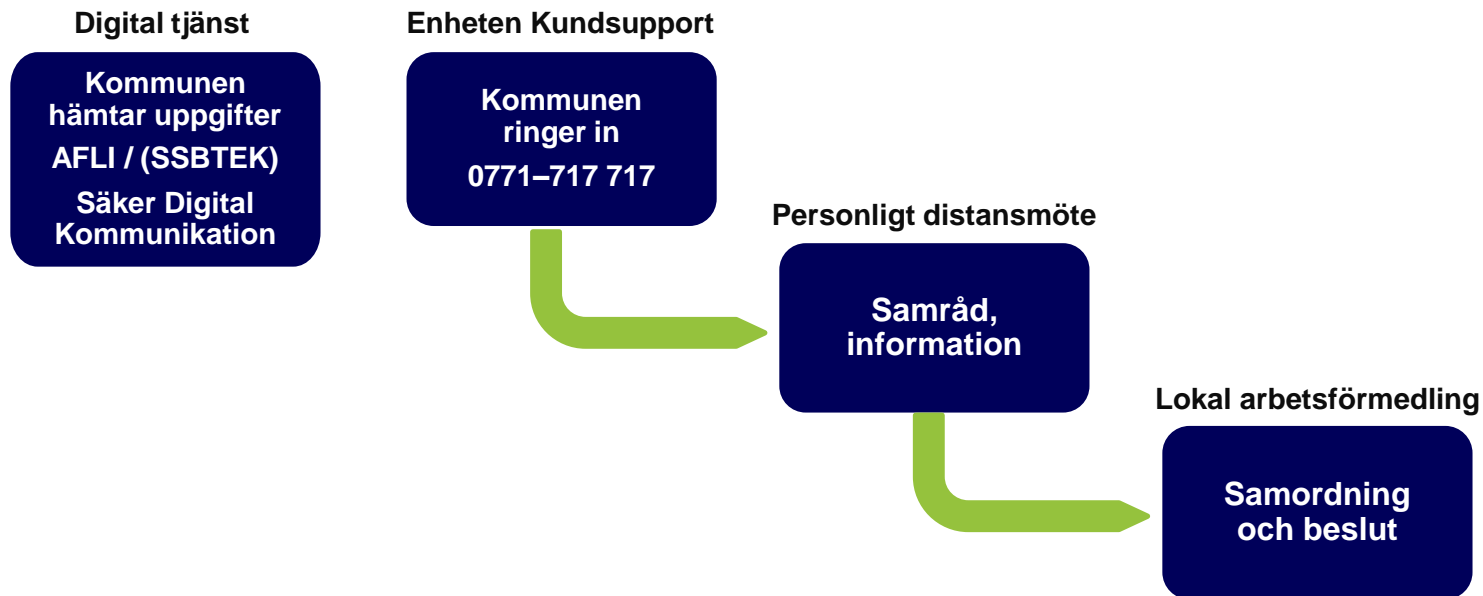 Digital tjänst
Kommunen
hämtar uppgifter
AFLI / (SSBTEK)
Säker Digital
Kommunikation
Enheten Kundsupport
Kommunen
ringer in
0771–717 717
Personligt distansmöte
Samråd,
information
Lokal arbetsförmedling
Samordning
och beslut